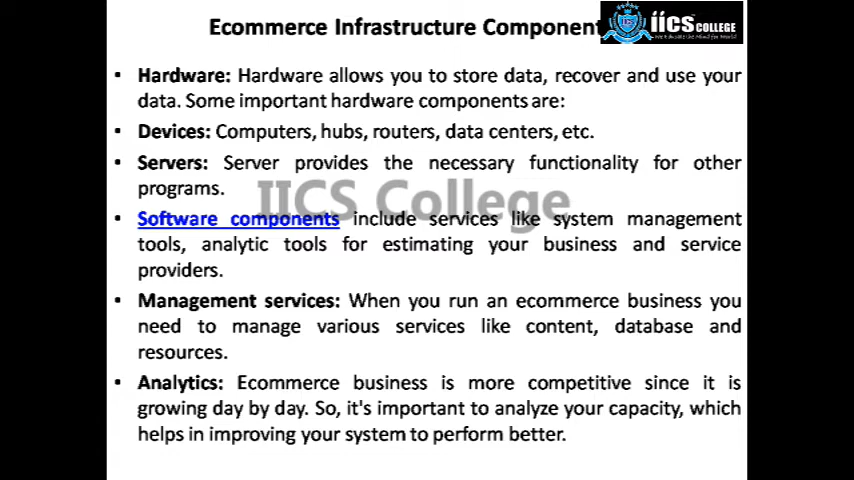 Ecommerce Infrastructure Component
iics COLLEGE
• Hardware: Hardware allows you to store data, recover and use your
data. Some important hardware components are:
• Devices: Computers, hubs, routers, data centers, etc.
• Servers: Server provides the necessary functionality for other
programs.
IICS College
• Software components include services like system management
tools, analytic tools for estimating your business and service
providers.
• Management services: When you run an ecommerce business you
need to manage various services like content, database and
resources.
• Analytics: Ecommerce business is more competitive since it is
growing day by day. So, it's important to analyze your capacity, which
helps in improving your system to perform better.